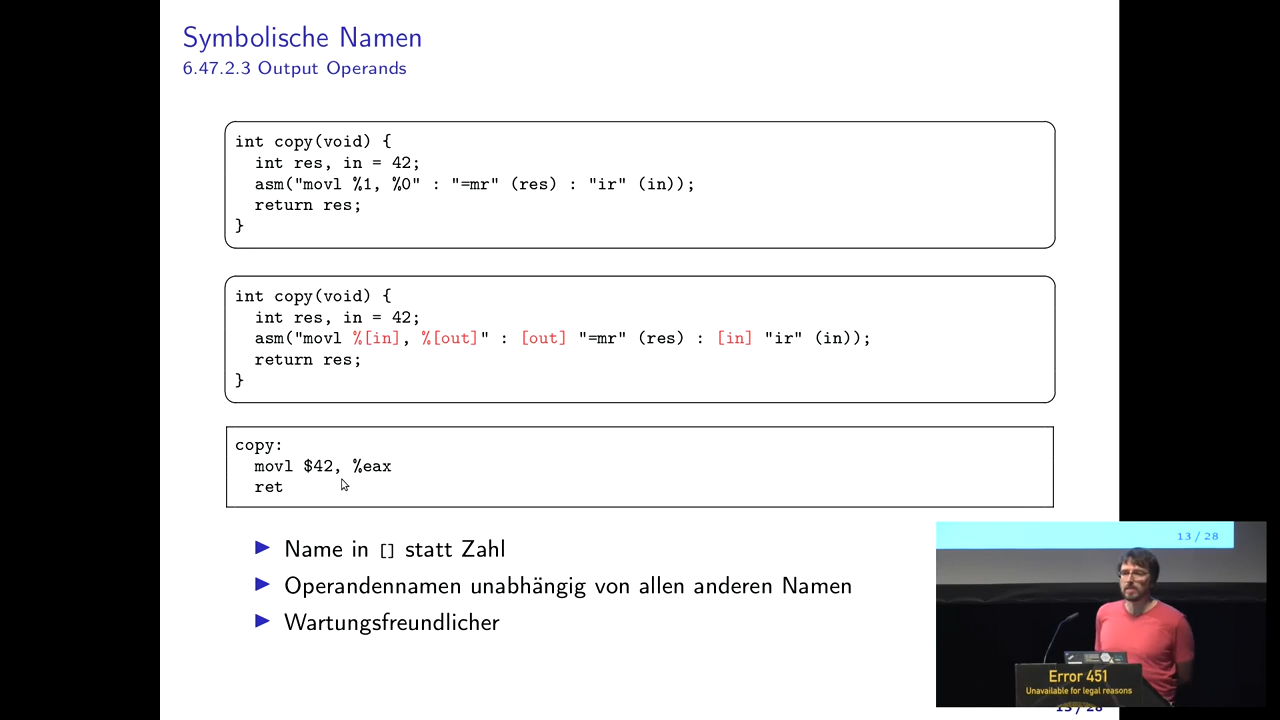 Symbolische Namen
6.47.2.3 Output Operands
int copy(void) {
  int res, in = 42;
  asm("movl %1, %0" : "=mr" (res) : "ir" (in));
  return res;
}
int copy(void) {
  int res, in = 42;
  asm("movl %[in], %[out]" : [out] "=mr" (res) : [in] "ir" (in));
  return res;
}
copy:
  movl $42, %eax
  ret
Name in [] statt Zahl
Operandennamen unabhängig von allen anderen Namen
Wartungsfreundlicher
13 / 28
Error 451
Unavailable for legal reasons
13 / 28